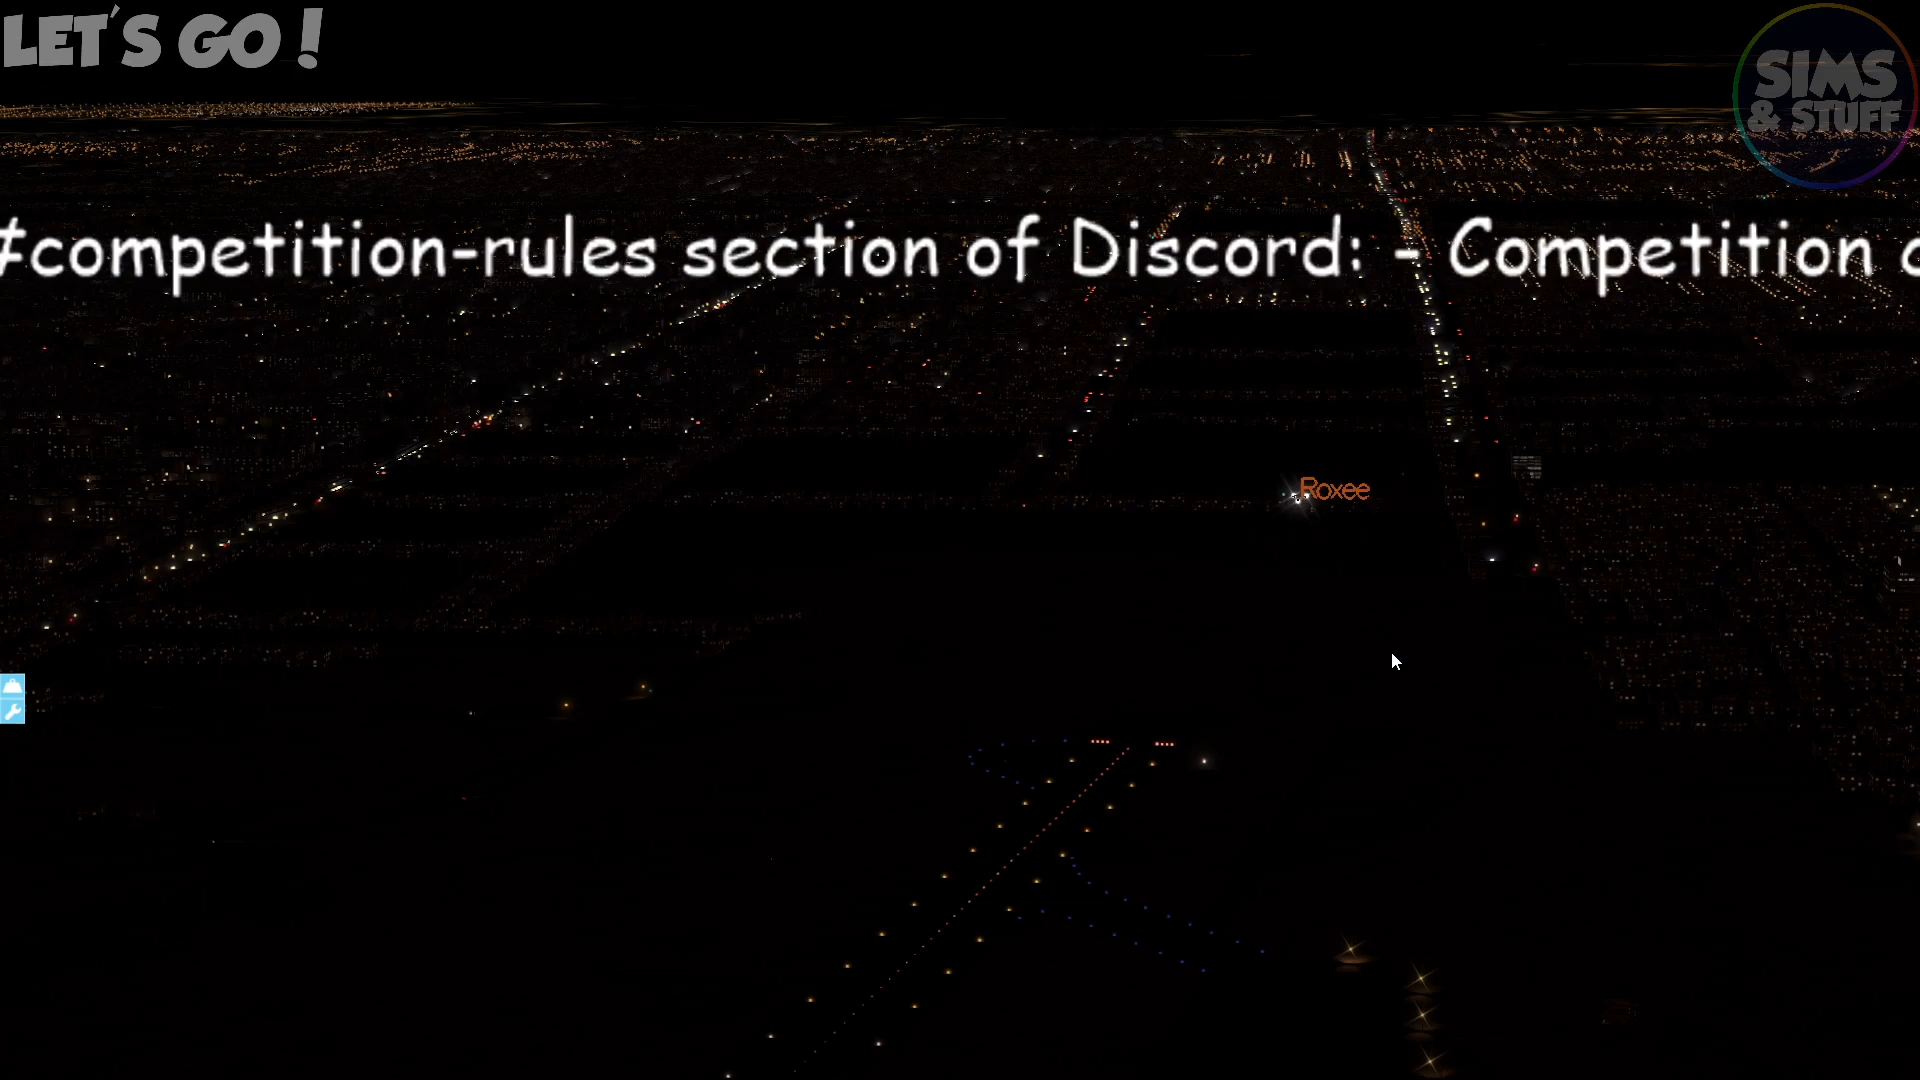 LET'S GO!
SIMS
& STUFF
#competition-rules section of Discord: - Competition
Roxee